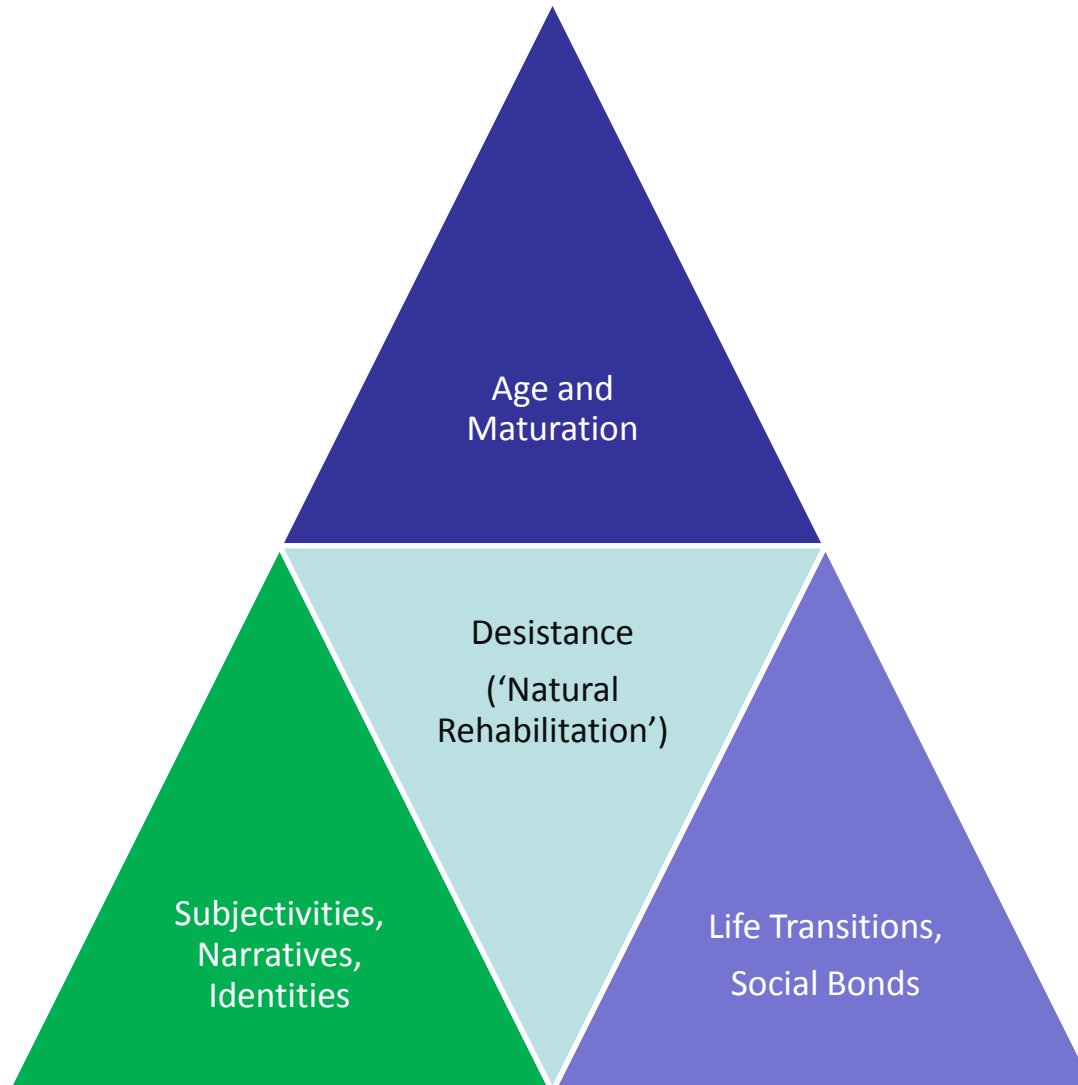 Age and
Maturation
Desistance
(‘Natural
Rehabilitation’)
Subjectivities,
Narratives,
Identities
Life Transitions,
Social Bonds